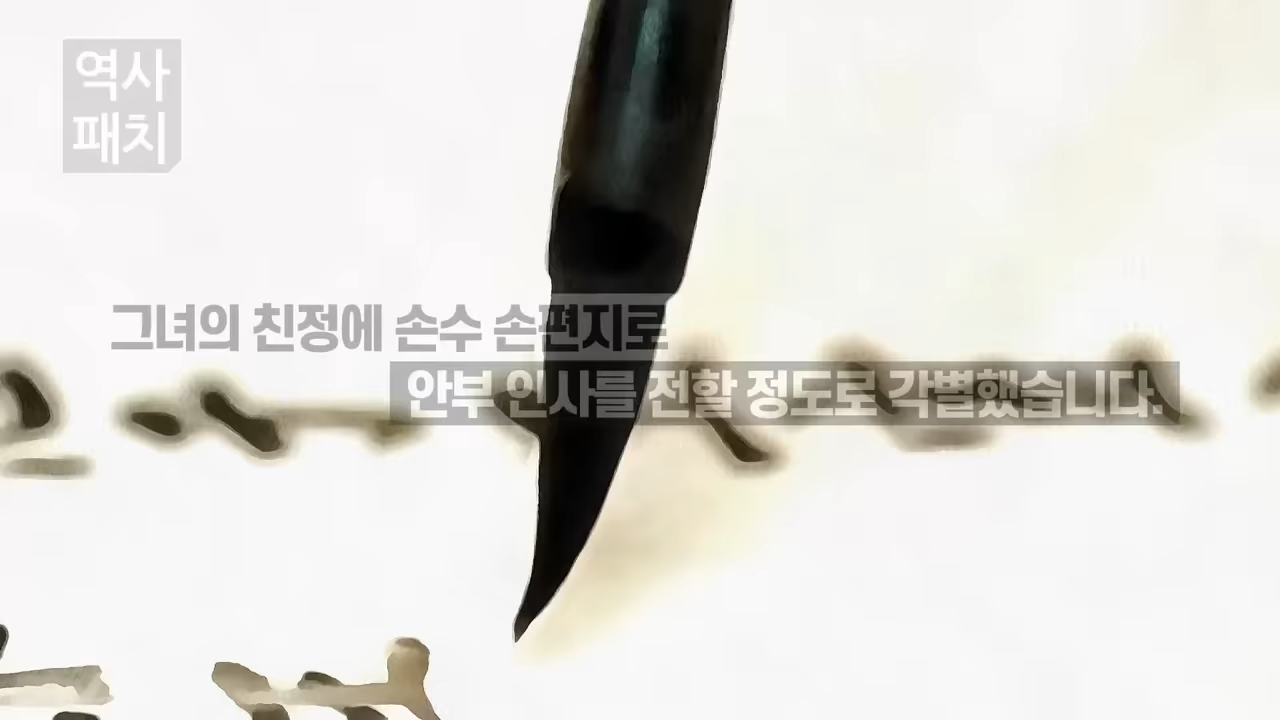 역사
패치
그녀의 친정에 손수 손편지로
안부 인사를 전할 정도로 각별했습니다.